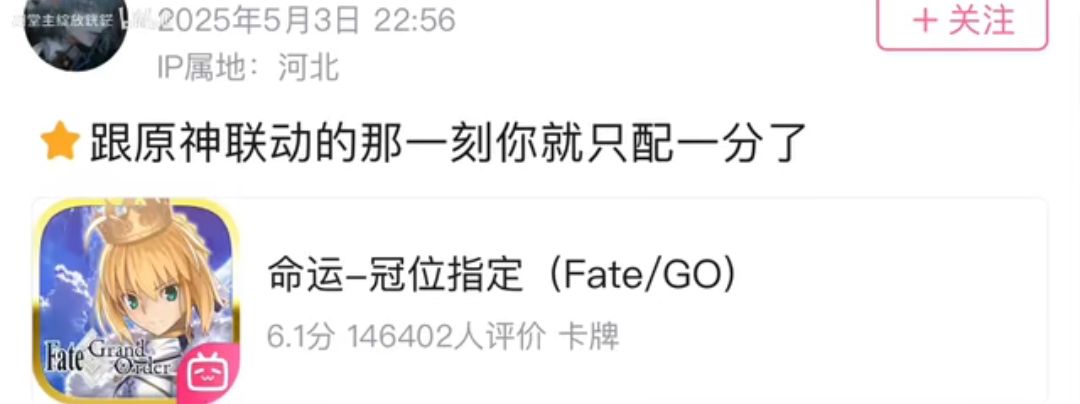 2025年5月3日 22:56
+ 关注
IP属地：河北
跟原神联动的那一刻你就只配一分了
命运-冠位指定（Fate/GO）
6.1分 146402人评价 卡牌
Fate Grand Order